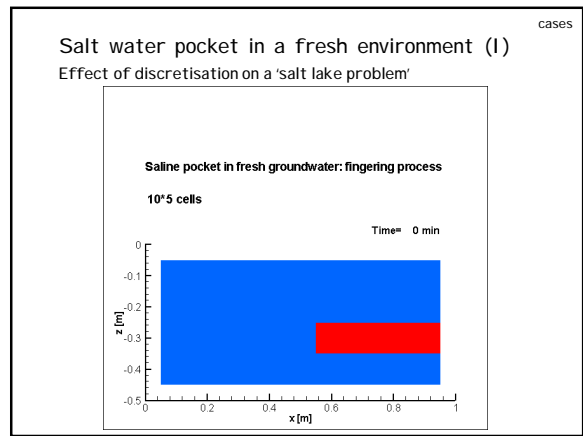 cases
Salt water pocket in a fresh environment (I)
Effect of discretisation on a ‘salt lake problem’
Saline pocket in fresh groundwater: fingering process
10*5 cells
Time= 0 min
0
-0.1
-0.2
-0.3
-0.4
-0.5
z [m]
0 0.2 0.4 0.6 0.8 1
x [m]